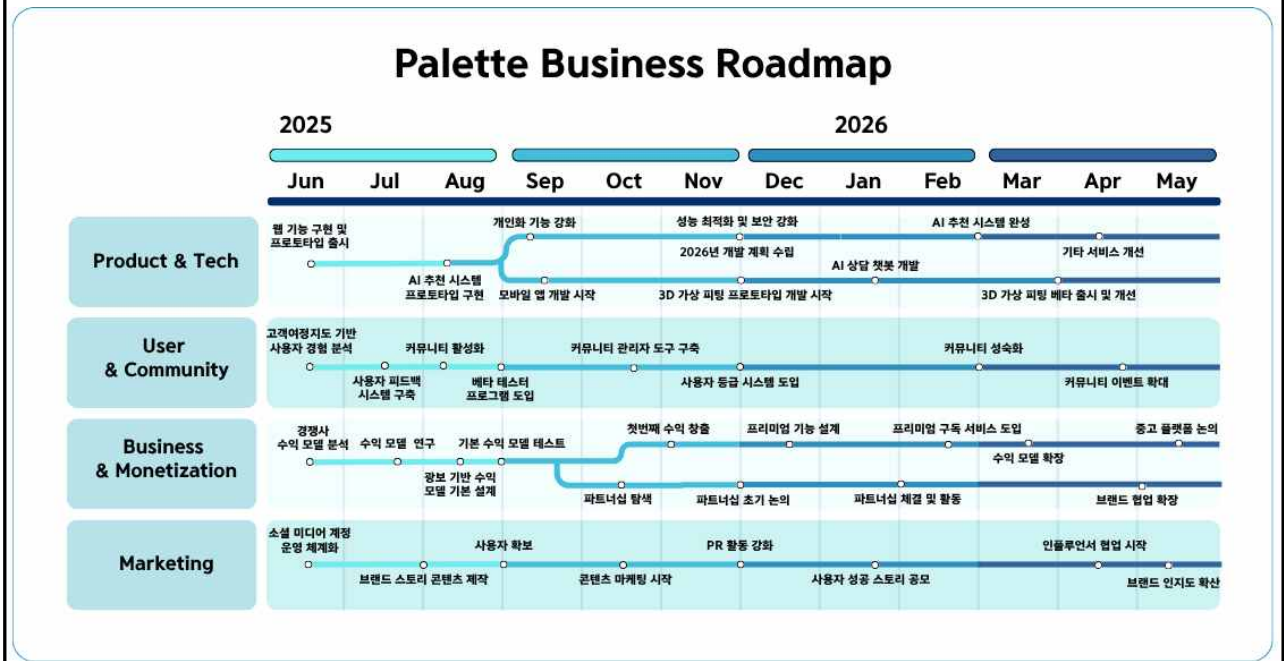 Palette Business Roadmap
2025
2026
Jun Jul Aug Sep Oct Nov Dec Jan Feb Mar Apr May
Product & Tech
웹 기능 구현 및
프로토타입 출시
AI 추천 시스템
프로토타입 구현
개인화 기능 강화
모바일 앱 개발 시작
성능 최적화 및 보안 강화
2026년 개발 계획 수립
3D 가상 피팅 프로토타입 개발 시작
AI 상담 챗봇 개발
AI 추천 시스템 완성
기타 서비스 개선
3D 가상 피팅 베타 출시 및 개선
User
& Community
고객여정지도 기반
사용자 경험 분석
사용자 피드백
시스템 구축
커뮤니티 활성화
베타 테스터
프로그램 도입
커뮤니티 관리자 도구 구축
사용자 등급 시스템 도입
커뮤니티 성숙화
커뮤니티 이벤트 확대
Business
& Monetization
경쟁사
수익 모델 분석
수익 모델 연구
광보 기반 수익
모델 기본 설계
기본 수익 모델 테스트
첫번째 수익 창출
파트너십 탐색
파트너십 초기 논의
프리미엄 기능 설계
파트너십 체결 및 활동
프리미엄 구독 서비스 도입
수익 모델 확장
중고 플랫폼 논의
브랜드 협업 확장
Marketing
소셜 미디어 계정
운영 체계화
브랜드 스토리 콘텐츠 제작
사용자 확보
콘텐츠 마케팅 시작
PR 활동 강화
사용자 성공 스토리 공모
인플루언서 협업 시작
브랜드 인지도 확산